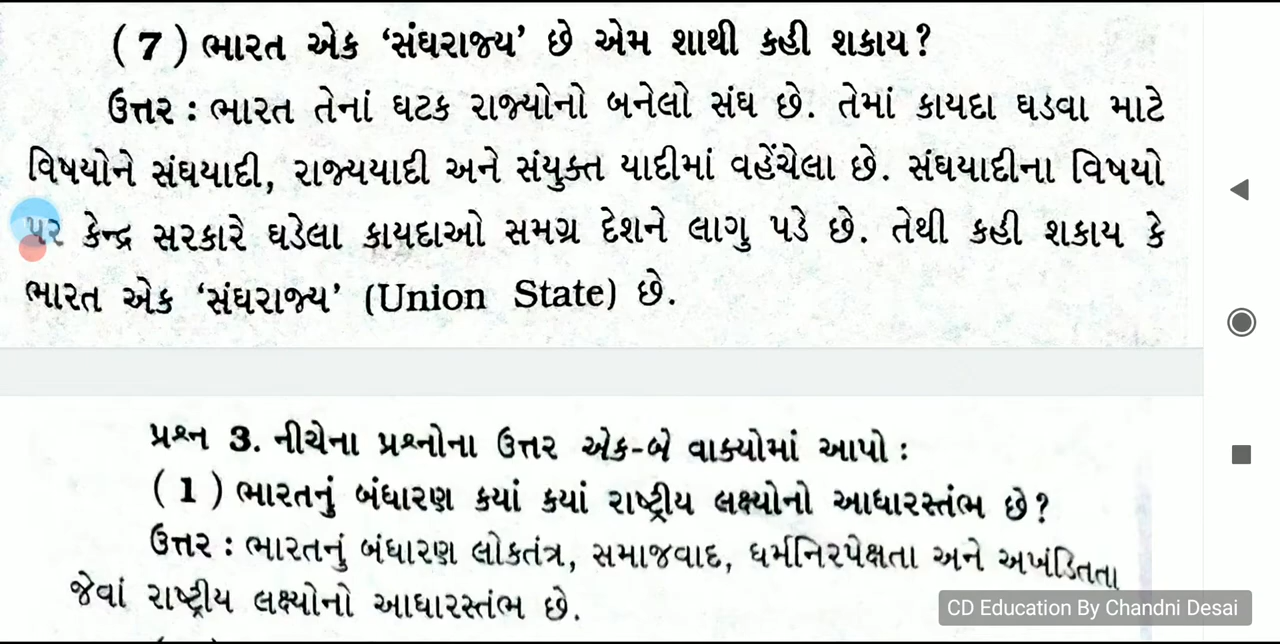 (7) ભારત એક ‘સંઘરાજ્ય’ છે એમ શાથી કહી શકાય?
ઉત્તર : ભારત તેનાં ઘટક રાજ્યોનો બનેલો સંઘ છે. તેમાં કાયદા ઘડવા માટે
વિષયોને સંઘયાદી, રાજ્યયાદી અને સંયુક્ત યાદીમાં વહેંચેલા છે. સંઘયાદીના વિષયો
પર કેન્દ્ર સરકારે ઘડેલા કાયદાઓ સમગ્ર દેશને લાગુ પડે છે. તેથી કહી શકાય કે
ભારત એક ‘સંઘરાજ્ય’ (Union State) છે.
પ્રશ્ન 3. નીચેના પ્રશ્નોના ઉત્તર એક-બે વાક્યોમાં આપો :
(1) ભારતનું બંધારણ કયાં કયાં રાષ્ટ્રીય લક્ષ્યોનો આધારસ્તંભ છે?
ઉત્તર : ભારતનું બંધારણ લોકતંત્ર, સમાજવાદ, ધર્મનિરપેક્ષતા અને અખંડિતતા
જેવાં રાષ્ટ્રીય લક્ષ્યોનો આધારસ્તંભ છે.
CD Education By Chandni Desai